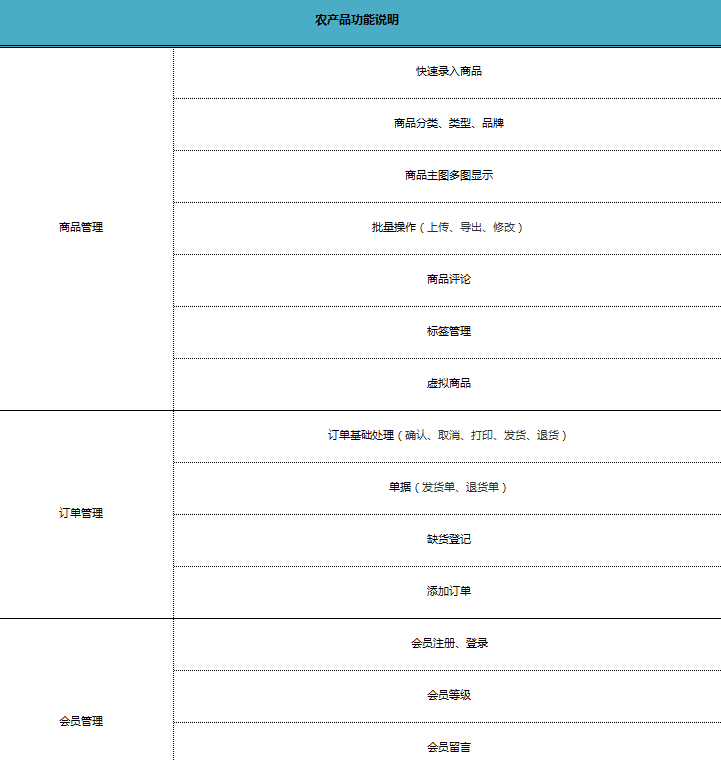 农产品功能说明
快速录入商品
商品分类、类型、品牌
商品主图多图显示
商品管理
批量操作（上传、导出、修改）
商品评论
标签管理
虚拟商品
订单基础处理（确认、取消、打印、发货、退货）
单据（发货单、退货单）
订单管理
缺货登记
添加订单
会员注册、登录
会员等级
会员管理
会员留言